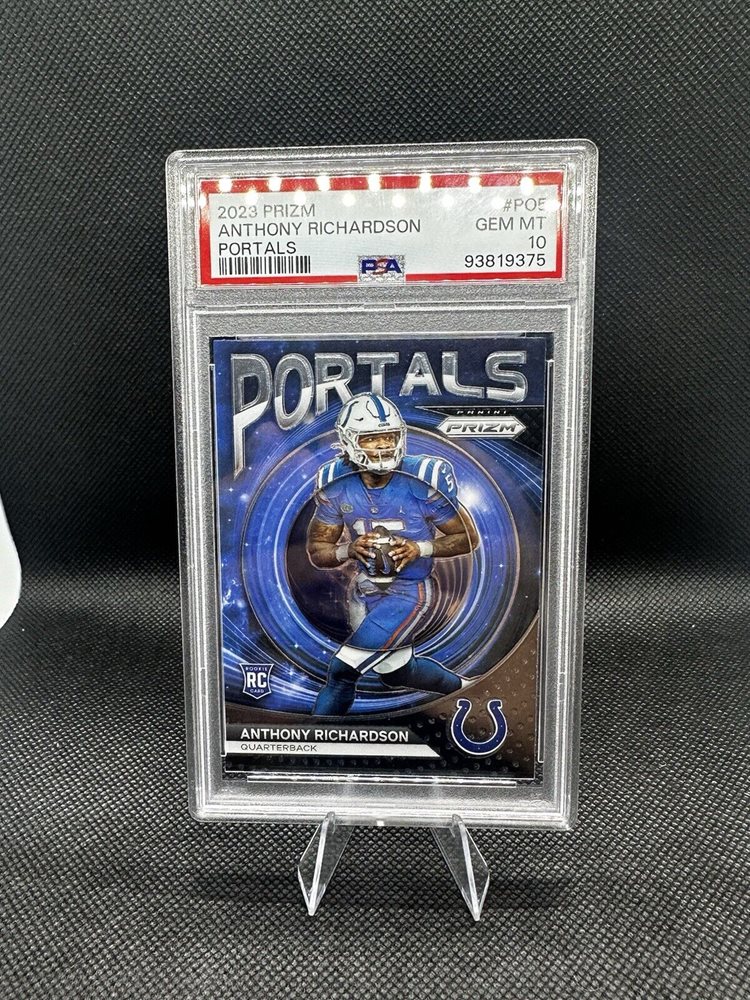 2023 PRIZM #PO5
ANTHONY RICHARDSON GEM MT
PORTALS 10
PSA 93819375
PORTALS
PANINI
PRIZM
15
ROOKIE
RC
CARD
ANTHONY RICHARDSON
QUARTERBACK